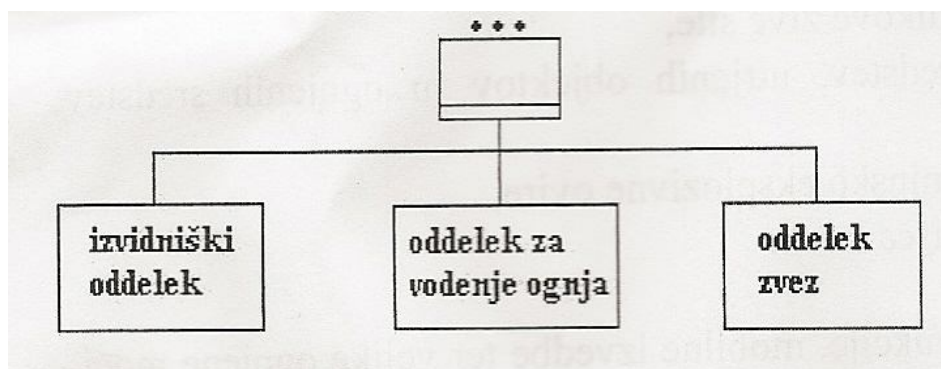 izvidniški
oddelek
oddelek za
vodenje ognja
oddelek
zvez